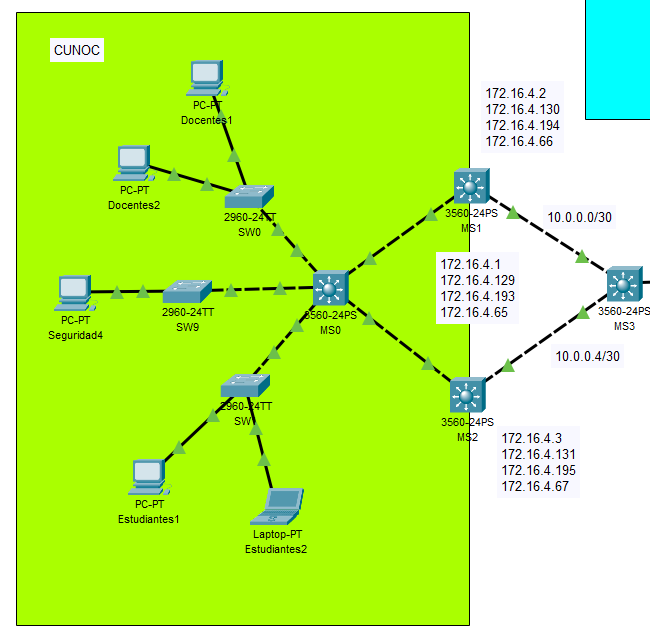 CUNOC
PC-PT
Docentes1
PC-PT
Docentes2
2960-24TT
SW0
PC-PT
Seguridad4
2960-24TT
SW9
3560-24PS
MS0
2960-24TT
SW1
PC-PT
Estudiantes1
Laptop-PT
Estudiantes2
172.16.4.2
172.16.4.130
172.16.4.194
172.16.4.66
3560-24PS
MS1
10.0.0.0/30
172.16.4.1
172.16.4.129
172.16.4.193
172.16.4.65
3560-24PS
MS3
10.0.0.4/30
3560-24PS
MS2
172.16.4.3
172.16.4.131
172.16.4.195
172.16.4.67